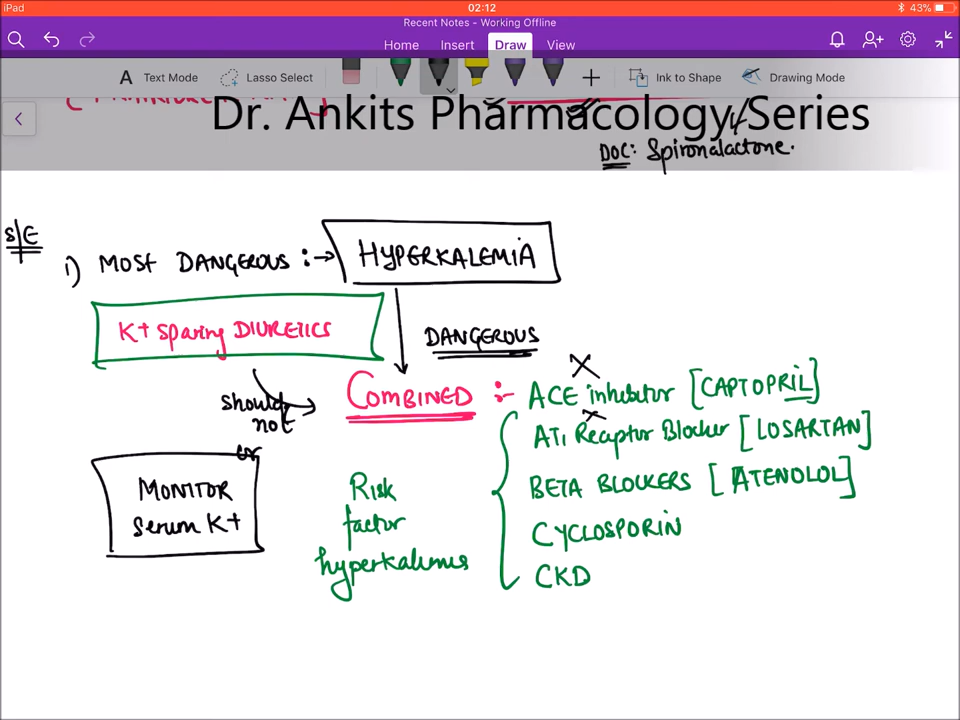 iPad 02:12 43%
Recent Notes - Working Offline
Home Insert Draw View
Text Mode Lasso Select Ink to Shape Drawing Mode
Dr. Ankits Pharmacology Series
DOC: Spironalactone.
S/E
1) MOST DANGEROUS :→ HYPERKALEMIA
K+ sparing DIURETICS
DANGEROUS
should not
COMBINED :- ACE inhibitor [CAPTOPRIL]
AT1 Receptor Blocker [LOSARTAN]
BETA BLOCKERS [ATENOLOL]
CYCLOSPORIN
CKD
or
MONITOR
Serum K+
Risk
factor
hyperkalemis